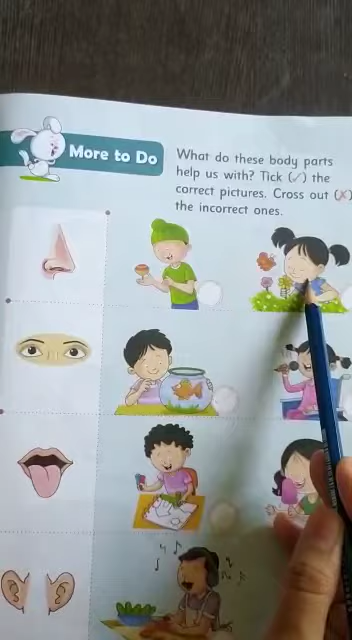 More to Do
What do these body parts
help us with? Tick (✓) the
correct pictures. Cross out (✗)
the incorrect ones.